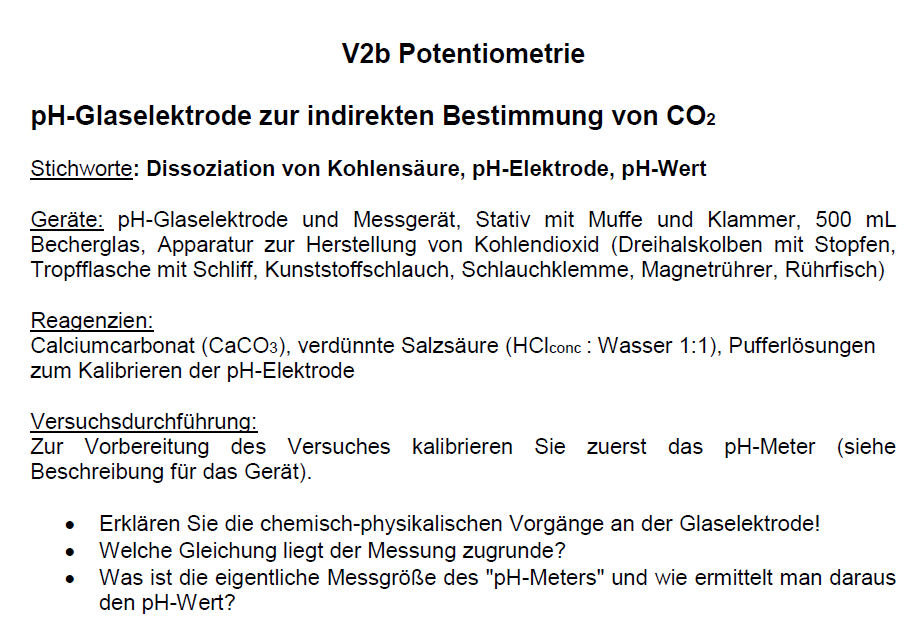 V2b Potentiometrie
pH-Glaselektrode zur indirekten Bestimmung von CO2
Stichworte: Dissoziation von Kohlensäure, pH-Elektrode, pH-Wert
Geräte: pH-Glaselektrode und Messgerät, Stativ mit Muffe und Klammer, 500 mL
Becherglas, Apparatur zur Herstellung von Kohlendioxid (Dreihalskolben mit Stopfen,
Tropfflasche mit Schliff, Kunststoffschlauch, Schlauchklemme, Magnetrührer, Rührfisch)
Reagenzien:
Calciumcarbonat (CaCO3), verdünnte Salzsäure (HClconc : Wasser 1:1), Pufferlösungen
zum Kalibrieren der pH-Elektrode
Versuchsdurchführung:
Zur Vorbereitung des Versuches kalibrieren Sie zuerst das pH-Meter (siehe
Beschreibung für das Gerät).
• Erklären Sie die chemisch-physikalischen Vorgänge an der Glaselektrode!
• Welche Gleichung liegt der Messung zugrunde?
• Was ist die eigentliche Messgröße des "pH-Meters" und wie ermittelt man daraus
den pH-Wert?